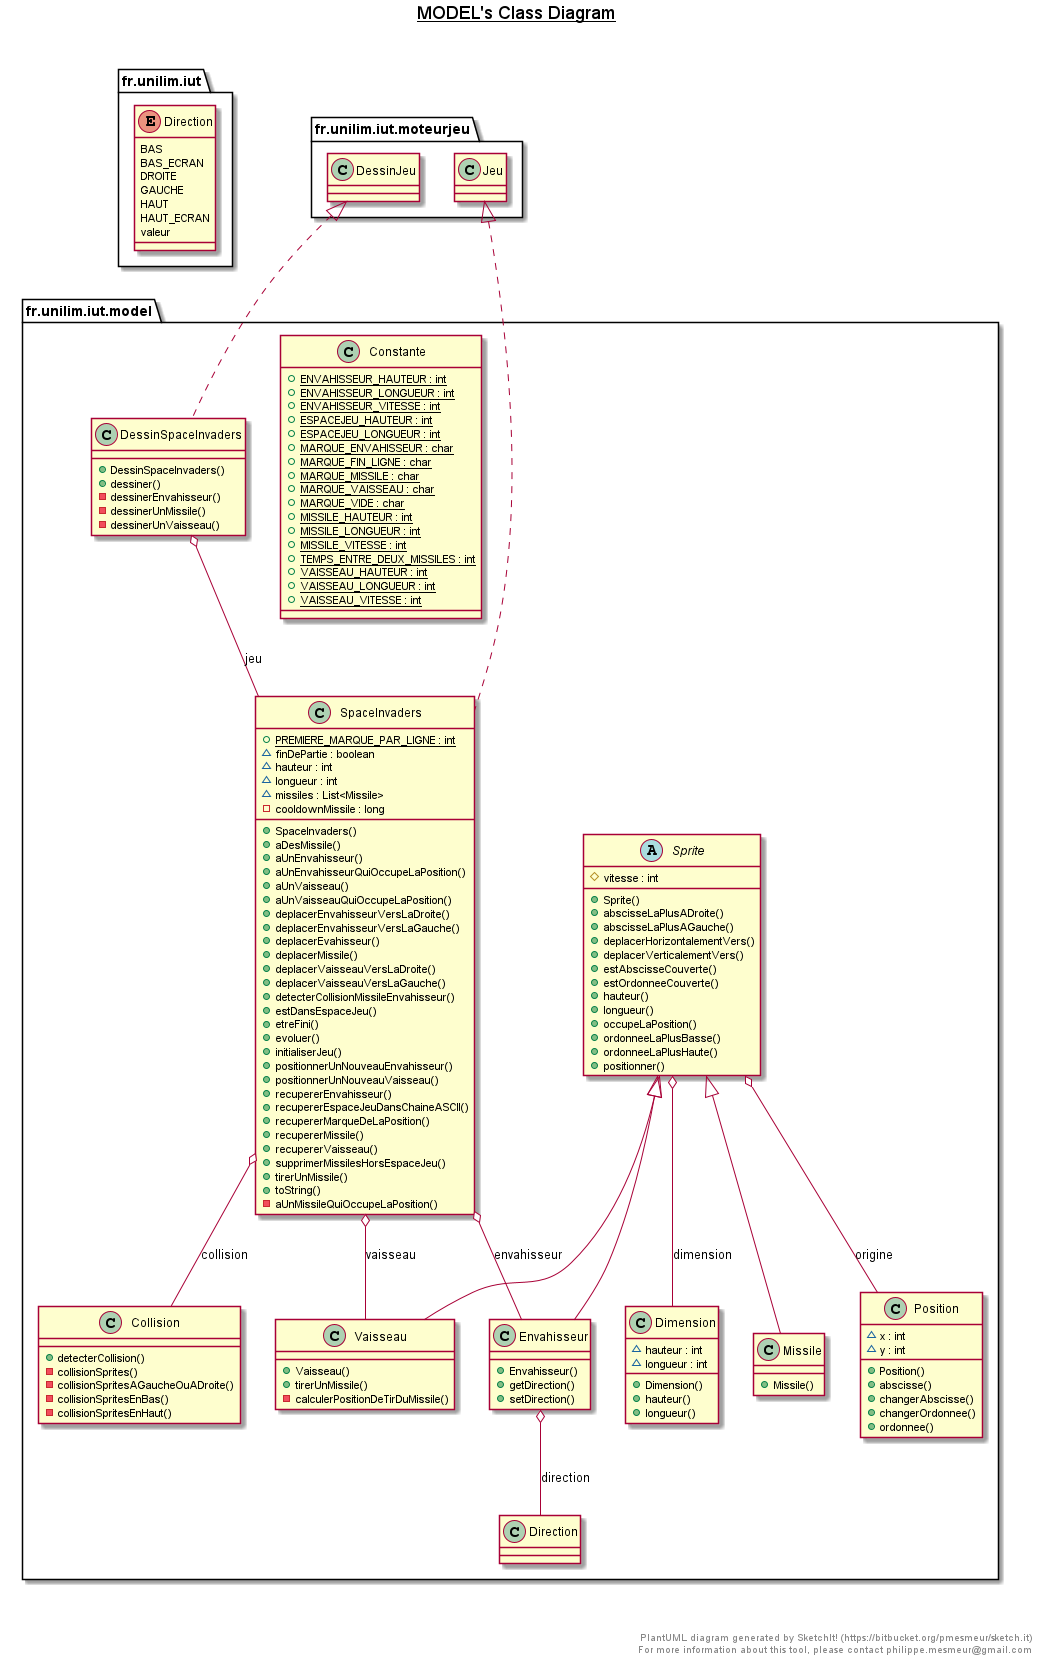 MODEL's Class Diagram
fr.unilim.iut
E Direction
BAS
BAS_ECRAN
DROITE
GAUCHE
HAUT
HAUT_ECRAN
valeur
fr.unilim.iut.moteurjeu
C DessinJeu
C Jeu
fr.unilim.iut.model
C Constante
ENVAHISSEUR_HAUTEUR : int
ENVAHISSEUR_LONGUEUR : int
ENVAHISSEUR_VITESSE : int
ESPACEJEU_HAUTEUR : int
ESPACEJEU_LONGUEUR : int
MARQUE_ENVAHISSEUR : char
MARQUE_FIN_LIGNE : char
MARQUE_MISSILE : char
MARQUE_VAISSEAU : char
MARQUE_VIDE : char
MISSILE_HAUTEUR : int
MISSILE_LONGUEUR : int
MISSILE_VITESSE : int
TEMPS_ENTRE_DEUX_MISSILES : int
VAISSEAU_HAUTEUR : int
VAISSEAU_LONGUEUR : int
VAISSEAU_VITESSE : int
C DessinSpaceInvaders
DessinSpaceInvaders()
dessiner()
dessinerEnvahisseur()
dessinerUnMissile()
dessinerUnVaisseau()
jeu
C SpaceInvaders
PREMIERE_MARQUE_PAR_LIGNE : int
finDePartie : boolean
hauteur : int
longueur : int
missiles : List<Missile>
cooldownMissile : long
SpaceInvaders()
aDesMissile()
aUnEnvahisseur()
aUnEnvahisseurQuiOccupeLaPosition()
aUnVaisseau()
aUnVaisseauQuiOccupeLaPosition()
deplacerEnvahisseurVersLaDroite()
deplacerEnvahisseurVersLaGauche()
deplacerEvahisseur()
deplacerMissile()
deplacerVaisseauVersLaDroite()
deplacerVaisseauVersLaGauche()
detecterCollisionMissileEnvahisseur()
estDansEspaceJeu()
etreFini()
evoluer()
initialiserJeu()
positionnerUnNouveauEnvahisseur()
positionnerUnNouveauVaisseau()
recupererEnvahisseur()
recupererEspaceJeuDansChaineASCII()
recupererMarqueDeLaPosition()
recupererMissile()
recupererVaisseau()
supprimerMissilesHorsEspaceJeu()
tirerUnMissile()
toString()
aUnMissileQuiOccupeLaPosition()
A Sprite
vitesse : int
Sprite()
abscisseLaPlusADroite()
abscisseLaPlusAGauche()
deplacerHorizontalementVers()
deplacerVerticalementVers()
estAbscisseCouverte()
estOrdonneeCouverte()
hauteur()
longueur()
occupeLaPosition()
ordonneeLaPlusBasse()
ordonneeLaPlusHaute()
positionner()
collision
vaisseau
envahisseur
dimension
origine
C Collision
detecterCollision()
collisionSprites()
collisionSpritesAGaucheOuADroite()
collisionSpritesEnBas()
collisionSpritesEnHaut()
C Vaisseau
Vaisseau()
tirerUnMissile()
calculerPositionDeTirDuMissile()
C Envahisseur
Envahisseur()
getDirection()
setDirection()
C Dimension
hauteur : int
longueur : int
Dimension()
hauteur()
longueur()
C Missile
Missile()
C Position
x : int
y : int
Position()
abscisse()
changerAbscisse()
changerOrdonnee()
ordonnee()
direction
C Direction
PlantUML diagram generated by SketchIt! (https://bitbucket.org/pmesmeur/sketch.it)
For more information about this tool, please contact philippe.mesmeur@gmail.com